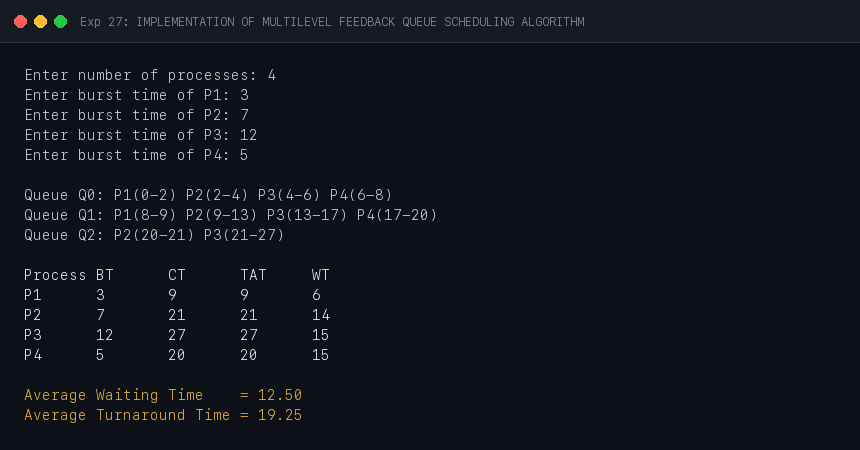 Exp 27: IMPLEMENTATION OF MULTILEVEL FEEDBACK QUEUE SCHEDULING ALGORITHM
Enter number of processes: 4
Enter burst time of P1: 3
Enter burst time of P2: 7
Enter burst time of P3: 12
Enter burst time of P4: 5
Queue Q0: P1(0-2) P2(2-4) P3(4-6) P4(6-8)
Queue Q1: P1(8-9) P2(9-13) P3(13-17) P4(17-20)
Queue Q2: P2(20-21) P3(21-27)
Process BT CT TAT WT
P1 3 9 9 6
P2 7 21 21 14
P3 12 27 27 15
P4 5 20 20 15
Average Waiting Time = 12.50
Average Turnaround Time = 19.25